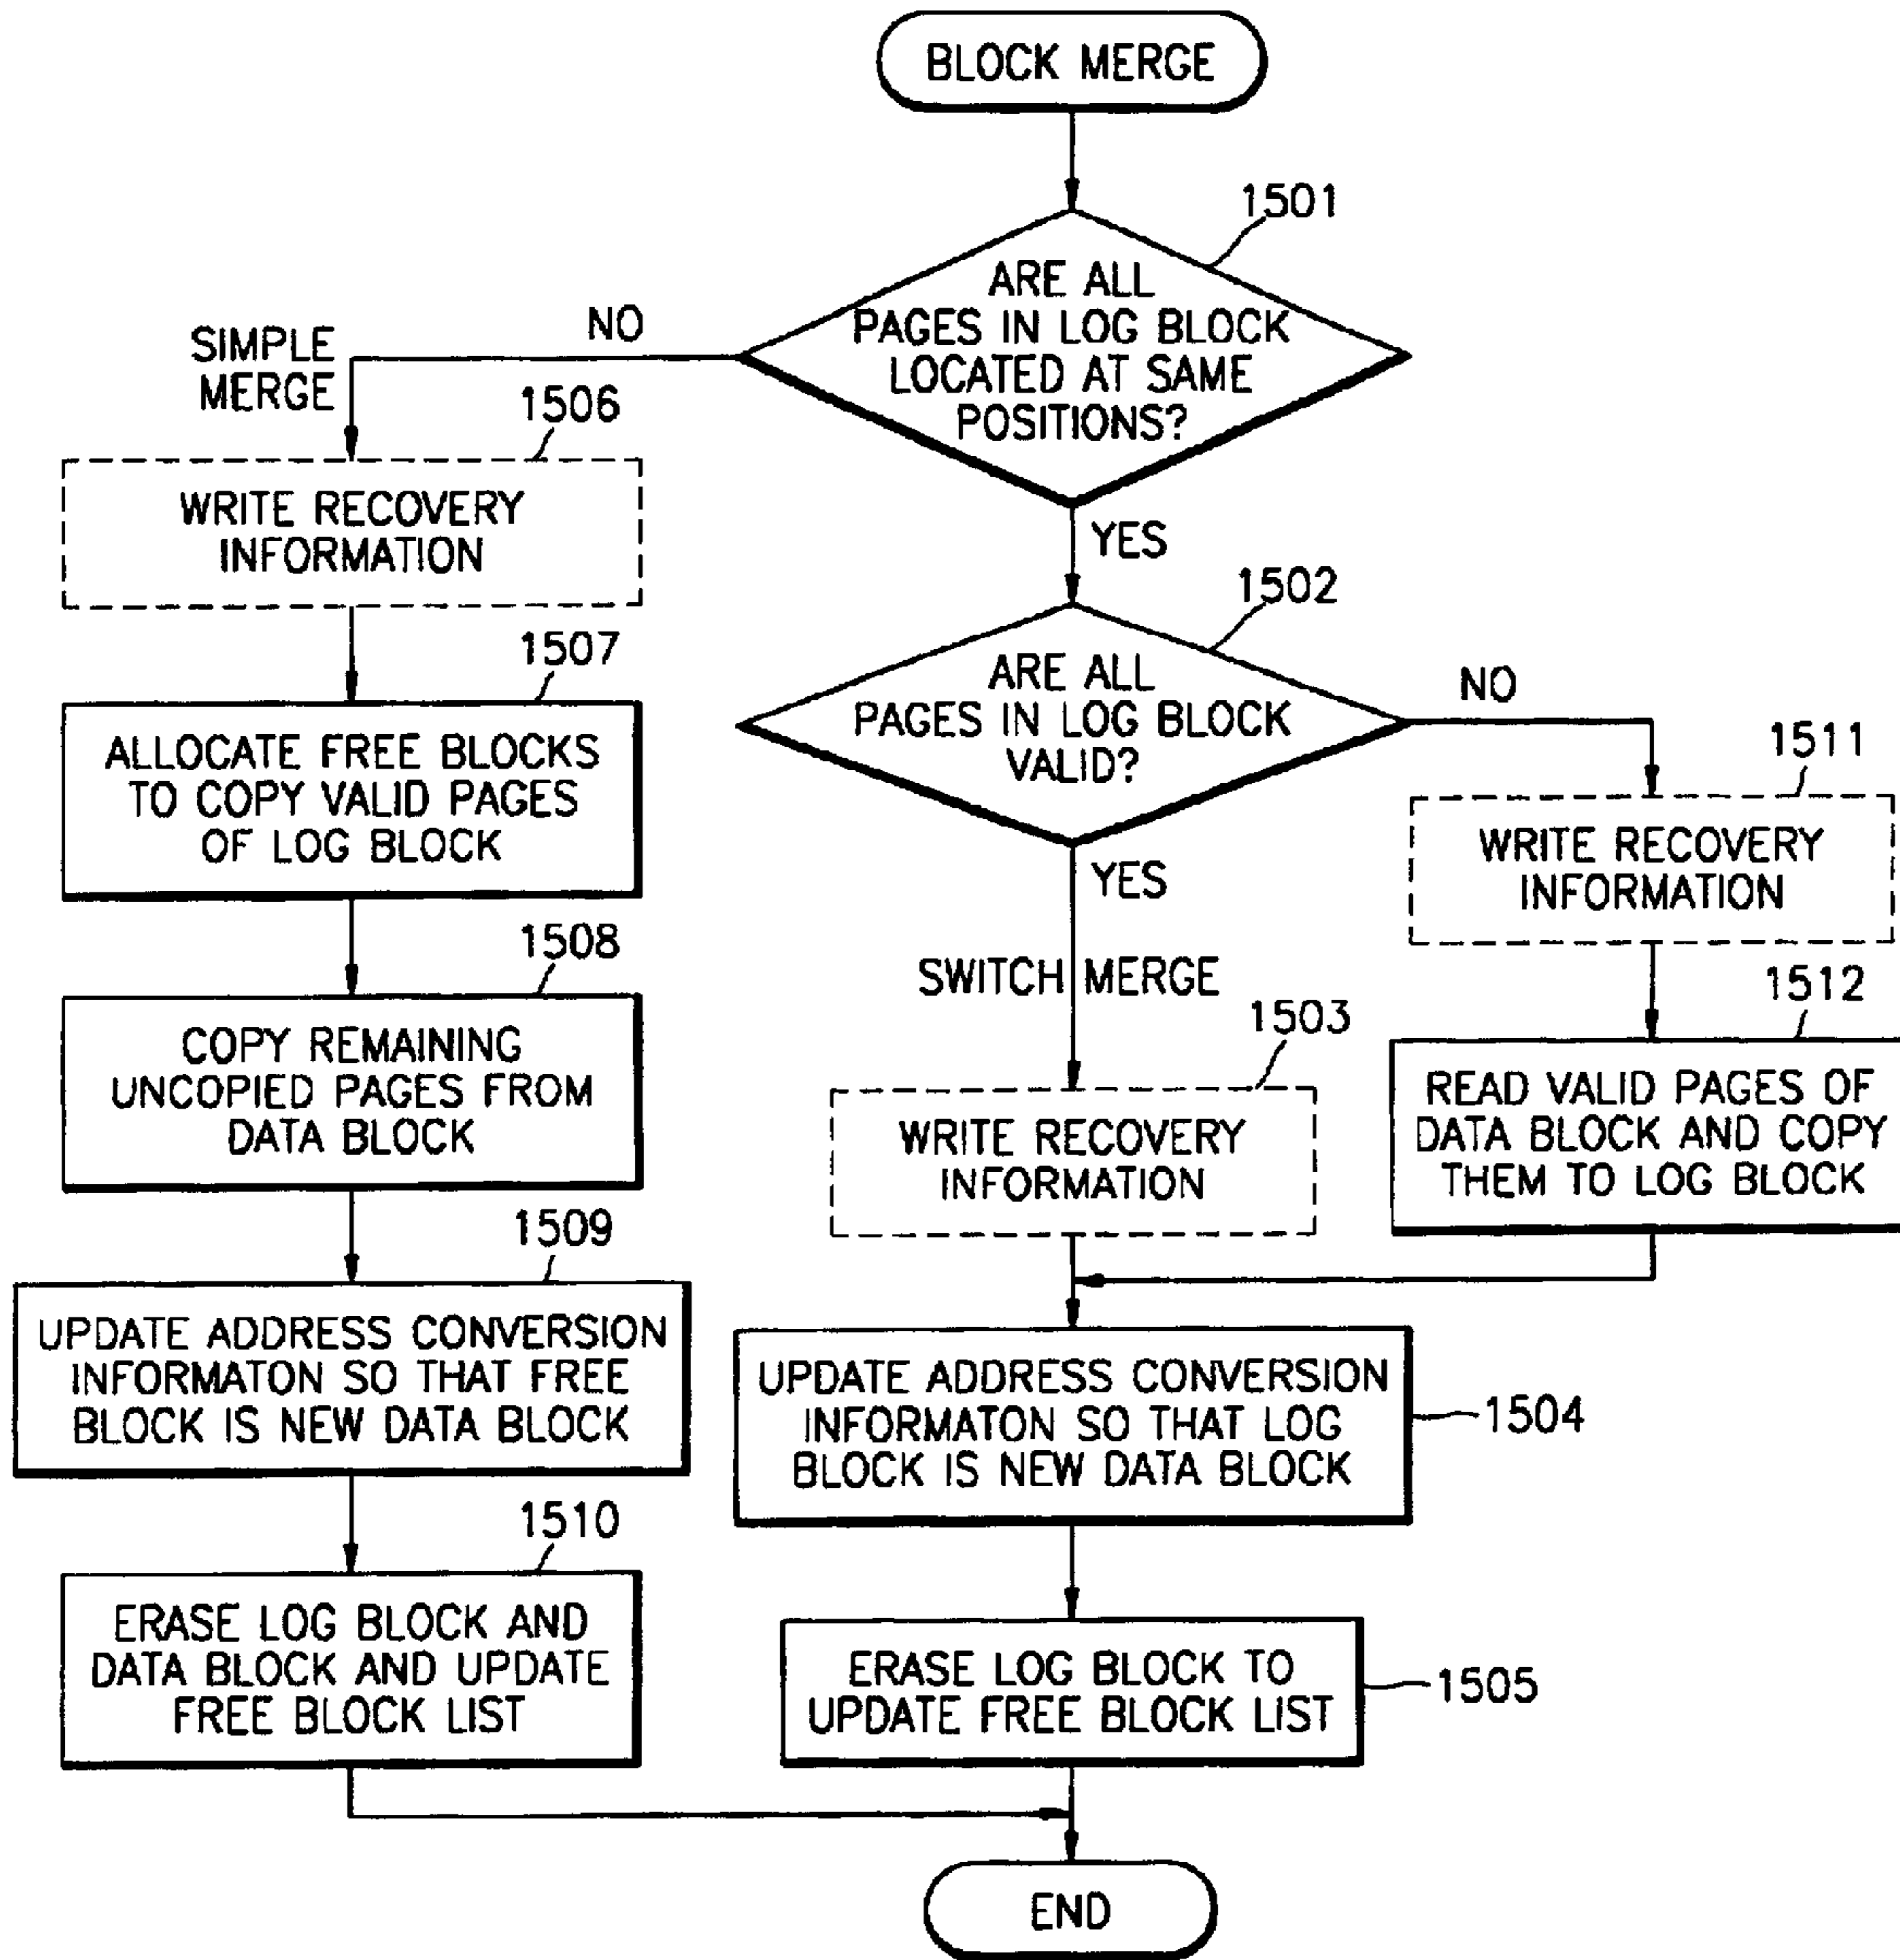 BLOCK MERGE
1501
ARE ALL
PAGES IN LOG BLOCK
LOCATED AT SAME
POSITIONS?
NO
SIMPLE
MERGE
YES
1506
WRITE RECOVERY
INFORMATION
1507
ALLOCATE FREE BLOCKS
TO COPY VALID PAGES
OF LOG BLOCK
1508
COPY REMAINING
UNCOPIED PAGES FROM
DATA BLOCK
1509
UPDATE ADDRESS CONVERSION
INFORMATON SO THAT FREE
BLOCK IS NEW DATA BLOCK
1510
ERASE LOG BLOCK AND
DATA BLOCK AND UPDATE
FREE BLOCK LIST
1502
ARE ALL
PAGES IN LOG BLOCK
VALID?
NO
YES
SWITCH MERGE
1503
WRITE RECOVERY
INFORMATION
1511
WRITE RECOVERY
INFORMATION
1512
READ VALID PAGES OF
DATA BLOCK AND COPY
THEM TO LOG BLOCK
UPDATE ADDRESS CONVERSION
INFORMATON SO THAT LOG
BLOCK IS NEW DATA BLOCK
1504
ERASE LOG BLOCK TO
UPDATE FREE BLOCK LIST
1505
END